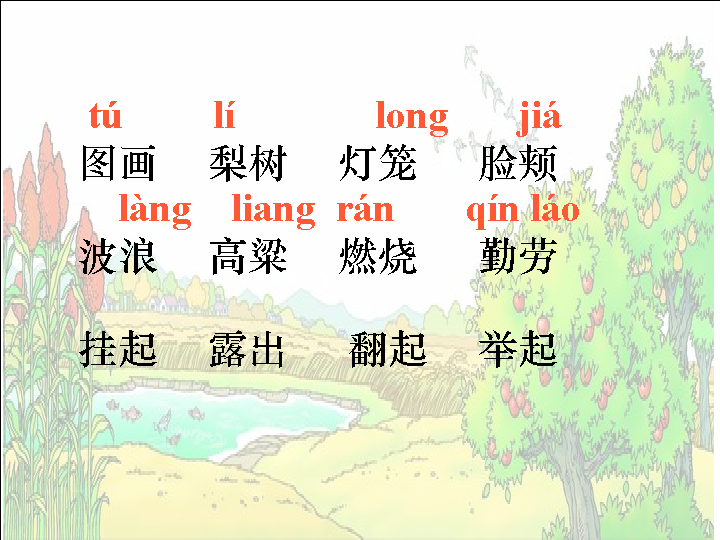 tú lí long jiá
图画 梨树 灯笼 脸颊
làng liang rán qín láo
波浪 高粱 燃烧 勤劳
挂起 露出 翻起 举起